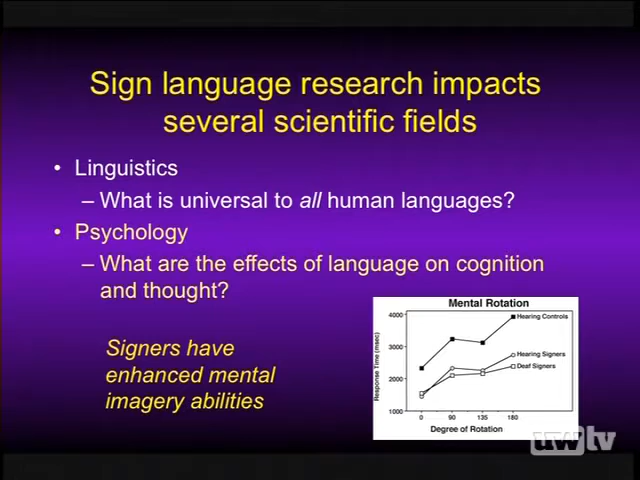 Sign language research impacts
several scientific fields
• Linguistics
– What is universal to all human languages?
• Psychology
– What are the effects of language on cognition
and thought?
Signers have
enhanced mental
imagery abilities
Mental Rotation
4000
3000
2000
1000
Response Time (msec)
Hearing Controls
Hearing Signers
Deaf Signers
0 90 135 180
Degree of Rotation
uwtv